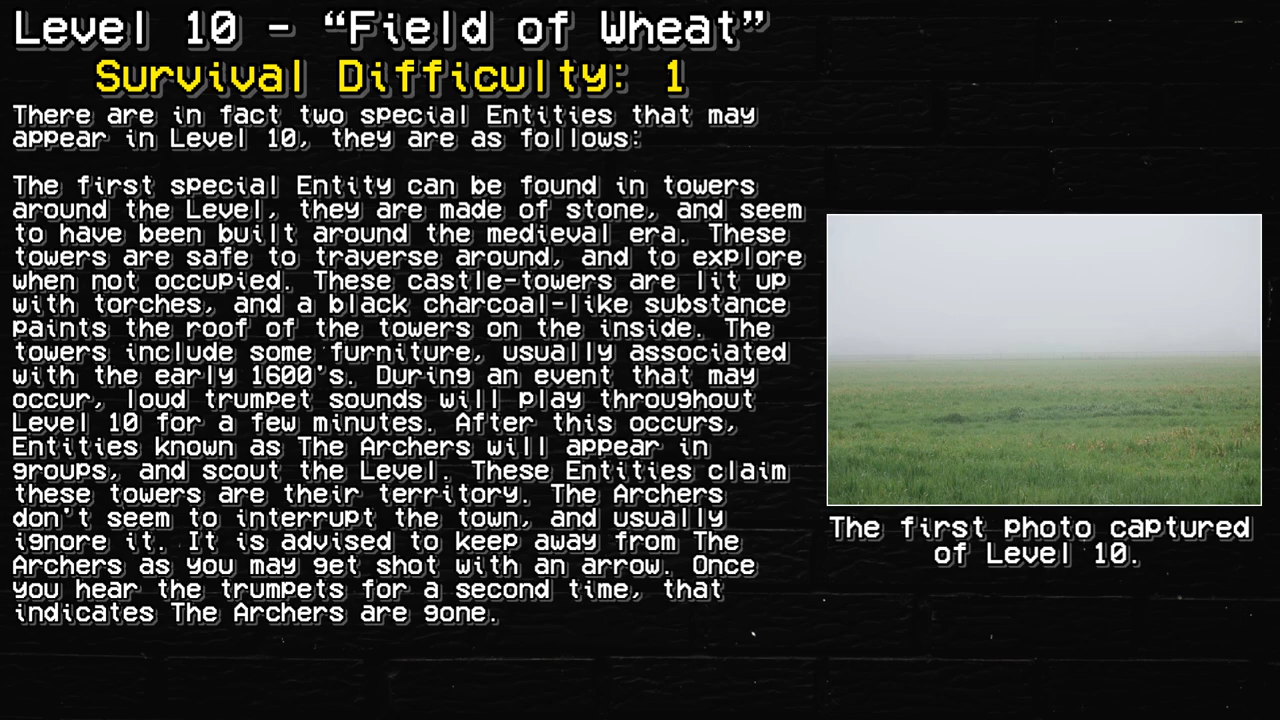 Level 10 - “Field of Wheat”
Survival Difficulty: 1
There are in fact two special Entities that may
appear in Level 10, they are as follows:
The first special Entity can be found in towers
around the Level, they are made of stone, and seem
to have been built around the medieval era. These
towers are safe to traverse around, and to explore
when not occupied. These castle-towers are lit up
with torches, and a black charcoal-like substance
paints the roof of the towers on the inside. The
towers include some furniture, usually associated
with the early 1600's. During an event that may
occur, loud trumpet sounds will play throughout
Level 10 for a few minutes. After this occurs,
Entities known as The Archers will appear in
groups, and scout the Level. These Entities claim
these towers are their territory. The Archers
don't seem to interrupt the town, and usually
ignore it. It is advised to keep away from The
Archers as you may get shot with an arrow. Once
you hear the trumpets for a second time, that
indicates The Archers are gone.
The first photo captured
of Level 10.